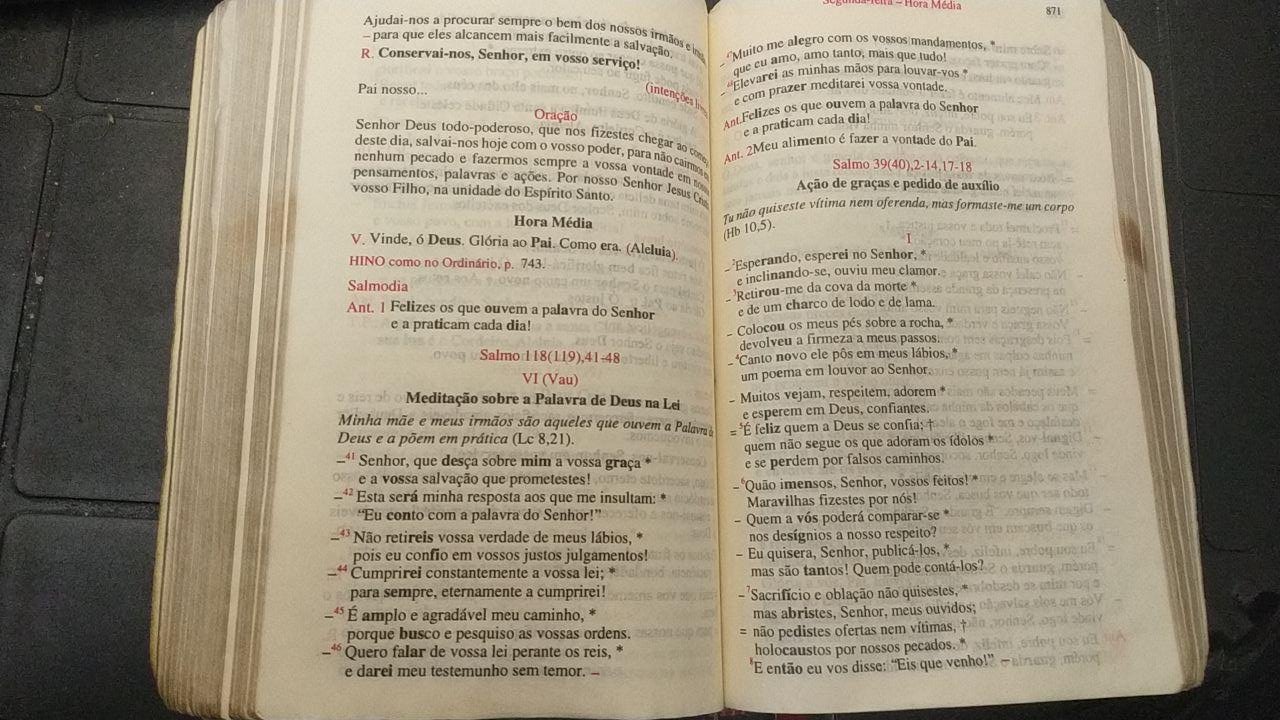 Ajudai-nos a procurar sempre o bem dos nossos irmãos e
– para que eles alcancem mais facilmente a salvação.
R. Conservai-nos, Senhor, em vosso serviço!
(intenções
Pai nosso...
Oração
Senhor Deus todo-poderoso, que nos fizestes chegar ao
deste dia, salvai-nos hoje com o vosso poder, para não cairmos
nenhum pecado e fazermos sempre a vossa vontade em
pensamentos, palavras e ações. Por nosso Senhor Jesus
vosso Filho, na unidade do Espírito Santo.
Hora Média
V. Vinde, ó Deus. Glória ao Pai. Como era. (Aleluia).
HINO como no Ordinário, p. 743.
Salmodia
Ant. 1 Felizes os que ouvem a palavra do Senhor
e a praticam cada dia!
Salmo 118(119),41-48
VI (Vau)
Meditação sobre a Palavra de Deus na Lei
Minha mãe e meus irmãos são aqueles que ouvem a Palavra
Deus e a põem em prática (Lc 8,21).
–41 Senhor, que desça sobre mim a vossa graça *
e a vossa salvação que prometestes!
–42 Esta será minha resposta aos que me insultam: *
“Eu conto com a palavra do Senhor!”
–43 Não retireis vossa verdade de meus lábios, *
pois eu confio em vossos justos julgamentos!
–44 Cumprirei constantemente a vossa lei; *
para sempre, eternamente a cumprirei!
–45 É amplo e agradável meu caminho, *
porque busco e pesquiso as vossas ordens.
–46 Quero falar de vossa lei perante os reis, *
e darei meu testemunho sem temor. –
Segunda-feira – Hora Média 871
–47 Muito me alegro com os vossos mandamentos, *
que eu amo, amo tanto, mais que tudo!
–48 Elevarei as minhas mãos para louvar-vos *
e com prazer meditarei vossa vontade.
Ant. Felizes os que ouvem a palavra do Senhor
e a praticam cada dia!
Ant. 2 Meu alimento é fazer a vontade do Pai.
Salmo 39(40),2-14,17-18
Ação de graças e pedido de auxílio
Tu não quiseste vítima nem oferenda, mas formaste-me um corpo
(Hb 10,5).
I
–2 Esperando, esperei no Senhor, *
e inclinando-se, ouviu meu clamor.
–3 Retirou-me da cova da morte *
e de um charco de lodo e de lama.
– Colocou os meus pés sobre a rocha, *
devolveu a firmeza a meus passos.
–4 Canto novo ele pôs em meus lábios, *
um poema em louvor ao Senhor.
– Muitos vejam, respeitem, adorem *
e esperem em Deus, confiantes.
=5 É feliz quem a Deus se confia; †
quem não segue os que adoram os ídolos *
e se perdem por falsos caminhos.
–6 Quão imensos, Senhor, vossos feitos! *
Maravilhas fizestes por nós!
– Quem a vós poderá comparar-se *
nos desígnios a nosso respeito?
– Eu quisera, Senhor, publicá-los, *
mas são tantos! Quem pode contá-los?
–7 Sacrifício e oblação não quisestes, *
mas abristes, Senhor, meus ouvidos;
= não pedistes ofertas nem vítimas, †
holocaustos por nossos pecados. *
8 E então eu vos disse: “Eis que venho!” –